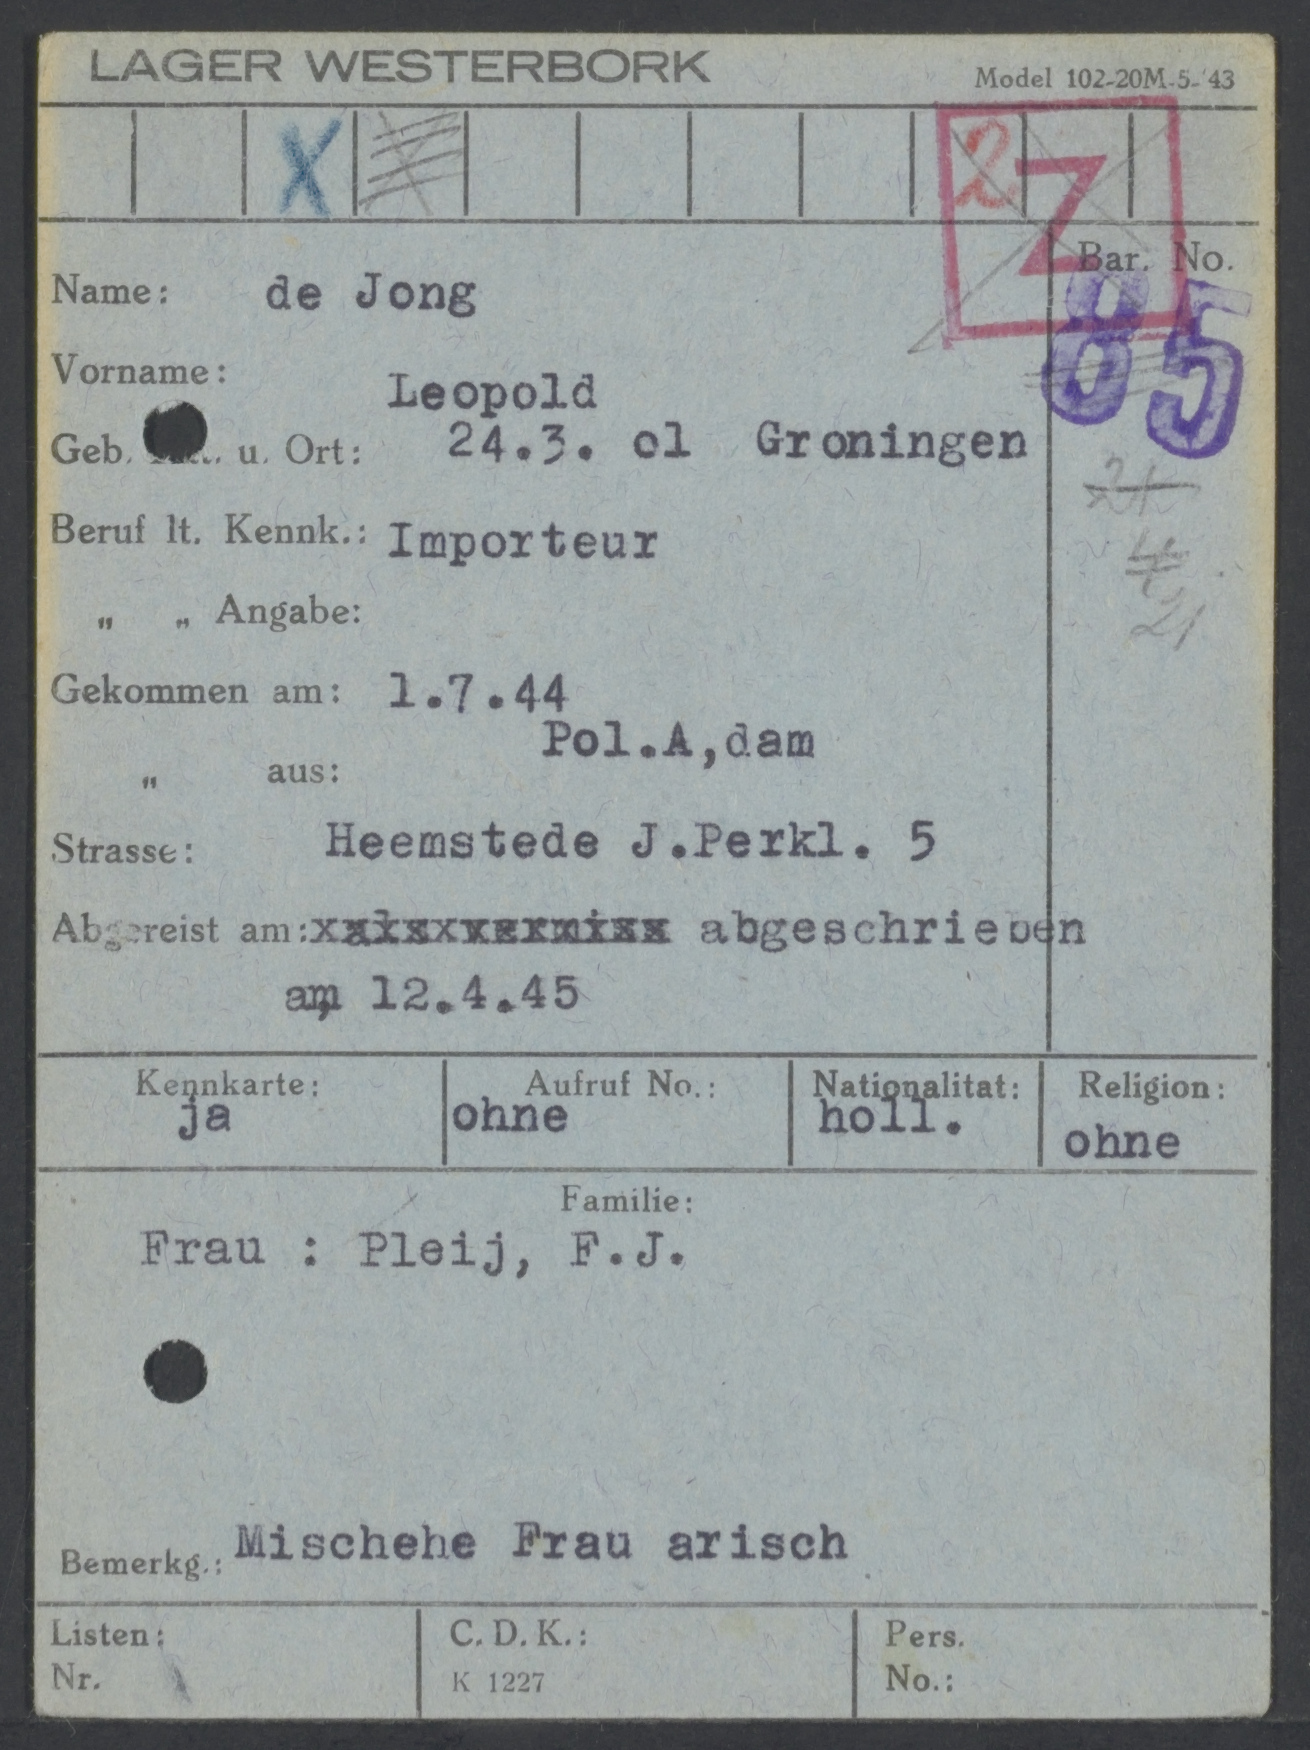 LAGER WESTERBORK
Model 102-20M-5-'43
X
2
Z
Bar. No.
85
Name: de Jong
Vorname: Leopold
Geb. u. Ort: 24.3. ol Groningen
Beruf lt. Kennk.: Importeur
„ „ Angabe:
21
Gekommen am: 1.7.44
„ aus: Pol.A,dam
Strasse: Heemstede J.Perkl. 5
Abgereist am: abgeschrieben
am 12.4.45
Kennkarte: ja
Aufruf No.: ohne
Nationalitat: holl.
Religion: ohne
Familie:
Frau : Pleij, F.J.
Bemerkg.: Mischehe Frau arisch
Listen: Nr.
C. D. K.:
K 1227
Pers. No.: